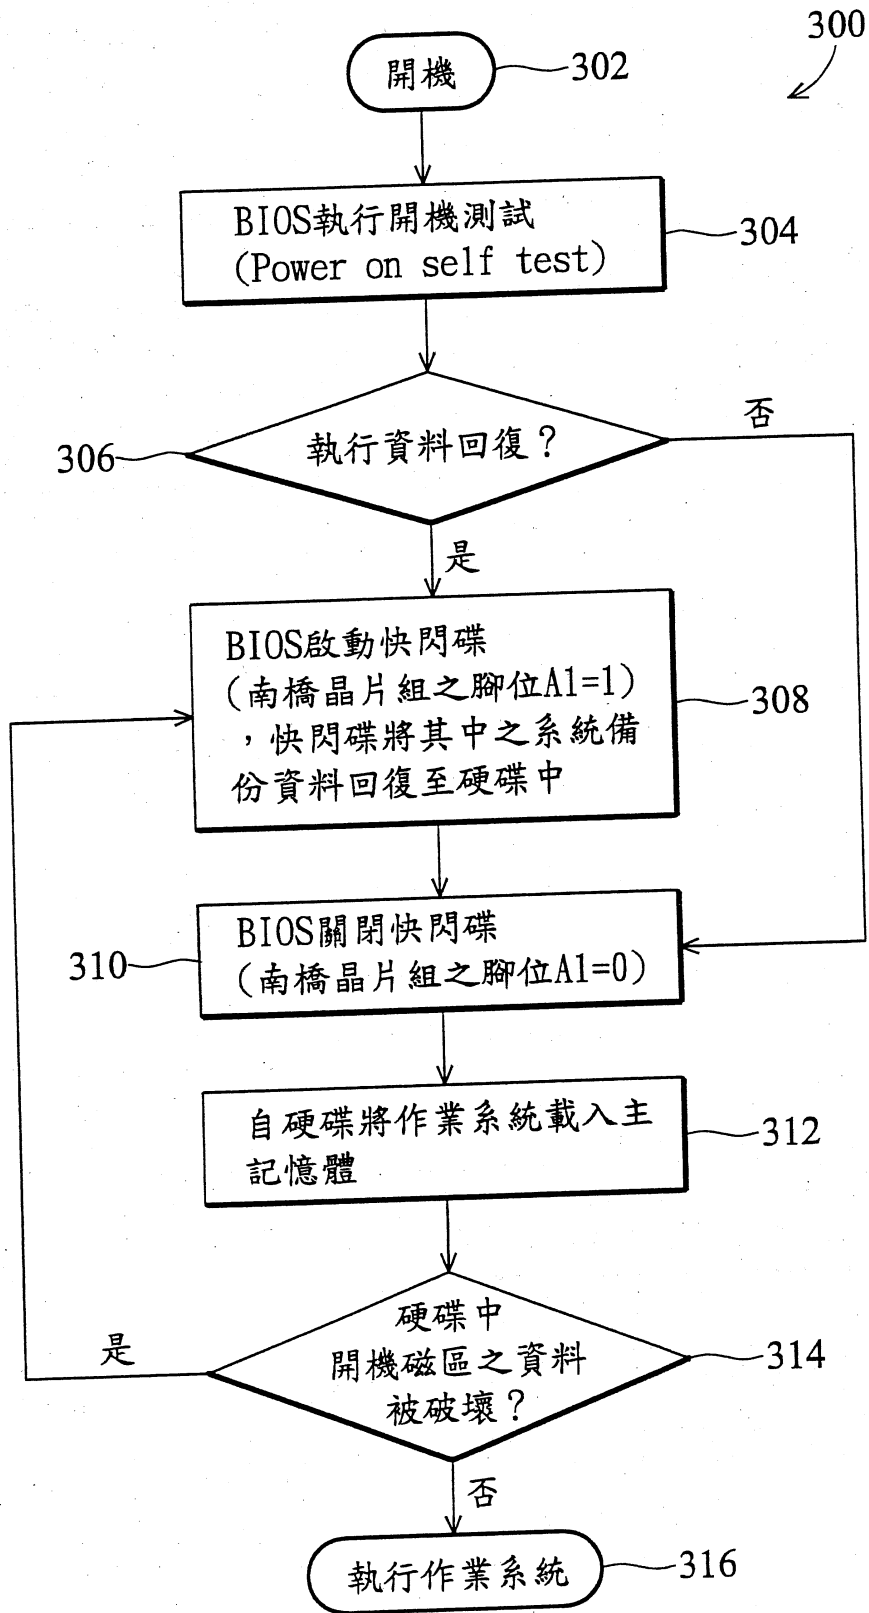 300
開機
302
BIOS執行開機測試
(Power on self test)
304
306
執行資料回復？
否
是
BIOS啟動快閃碟
(南橋晶片組之腳位A1=1)
，快閃碟將其中之系統備
份資料回復至硬碟中
308
BIOS關閉快閃碟
(南橋晶片組之腳位A1=0)
310
自硬碟將作業系統載入主
記憶體
312
硬碟中
開機磁區之資料
被破壞？
314
是
否
執行作業系統
316